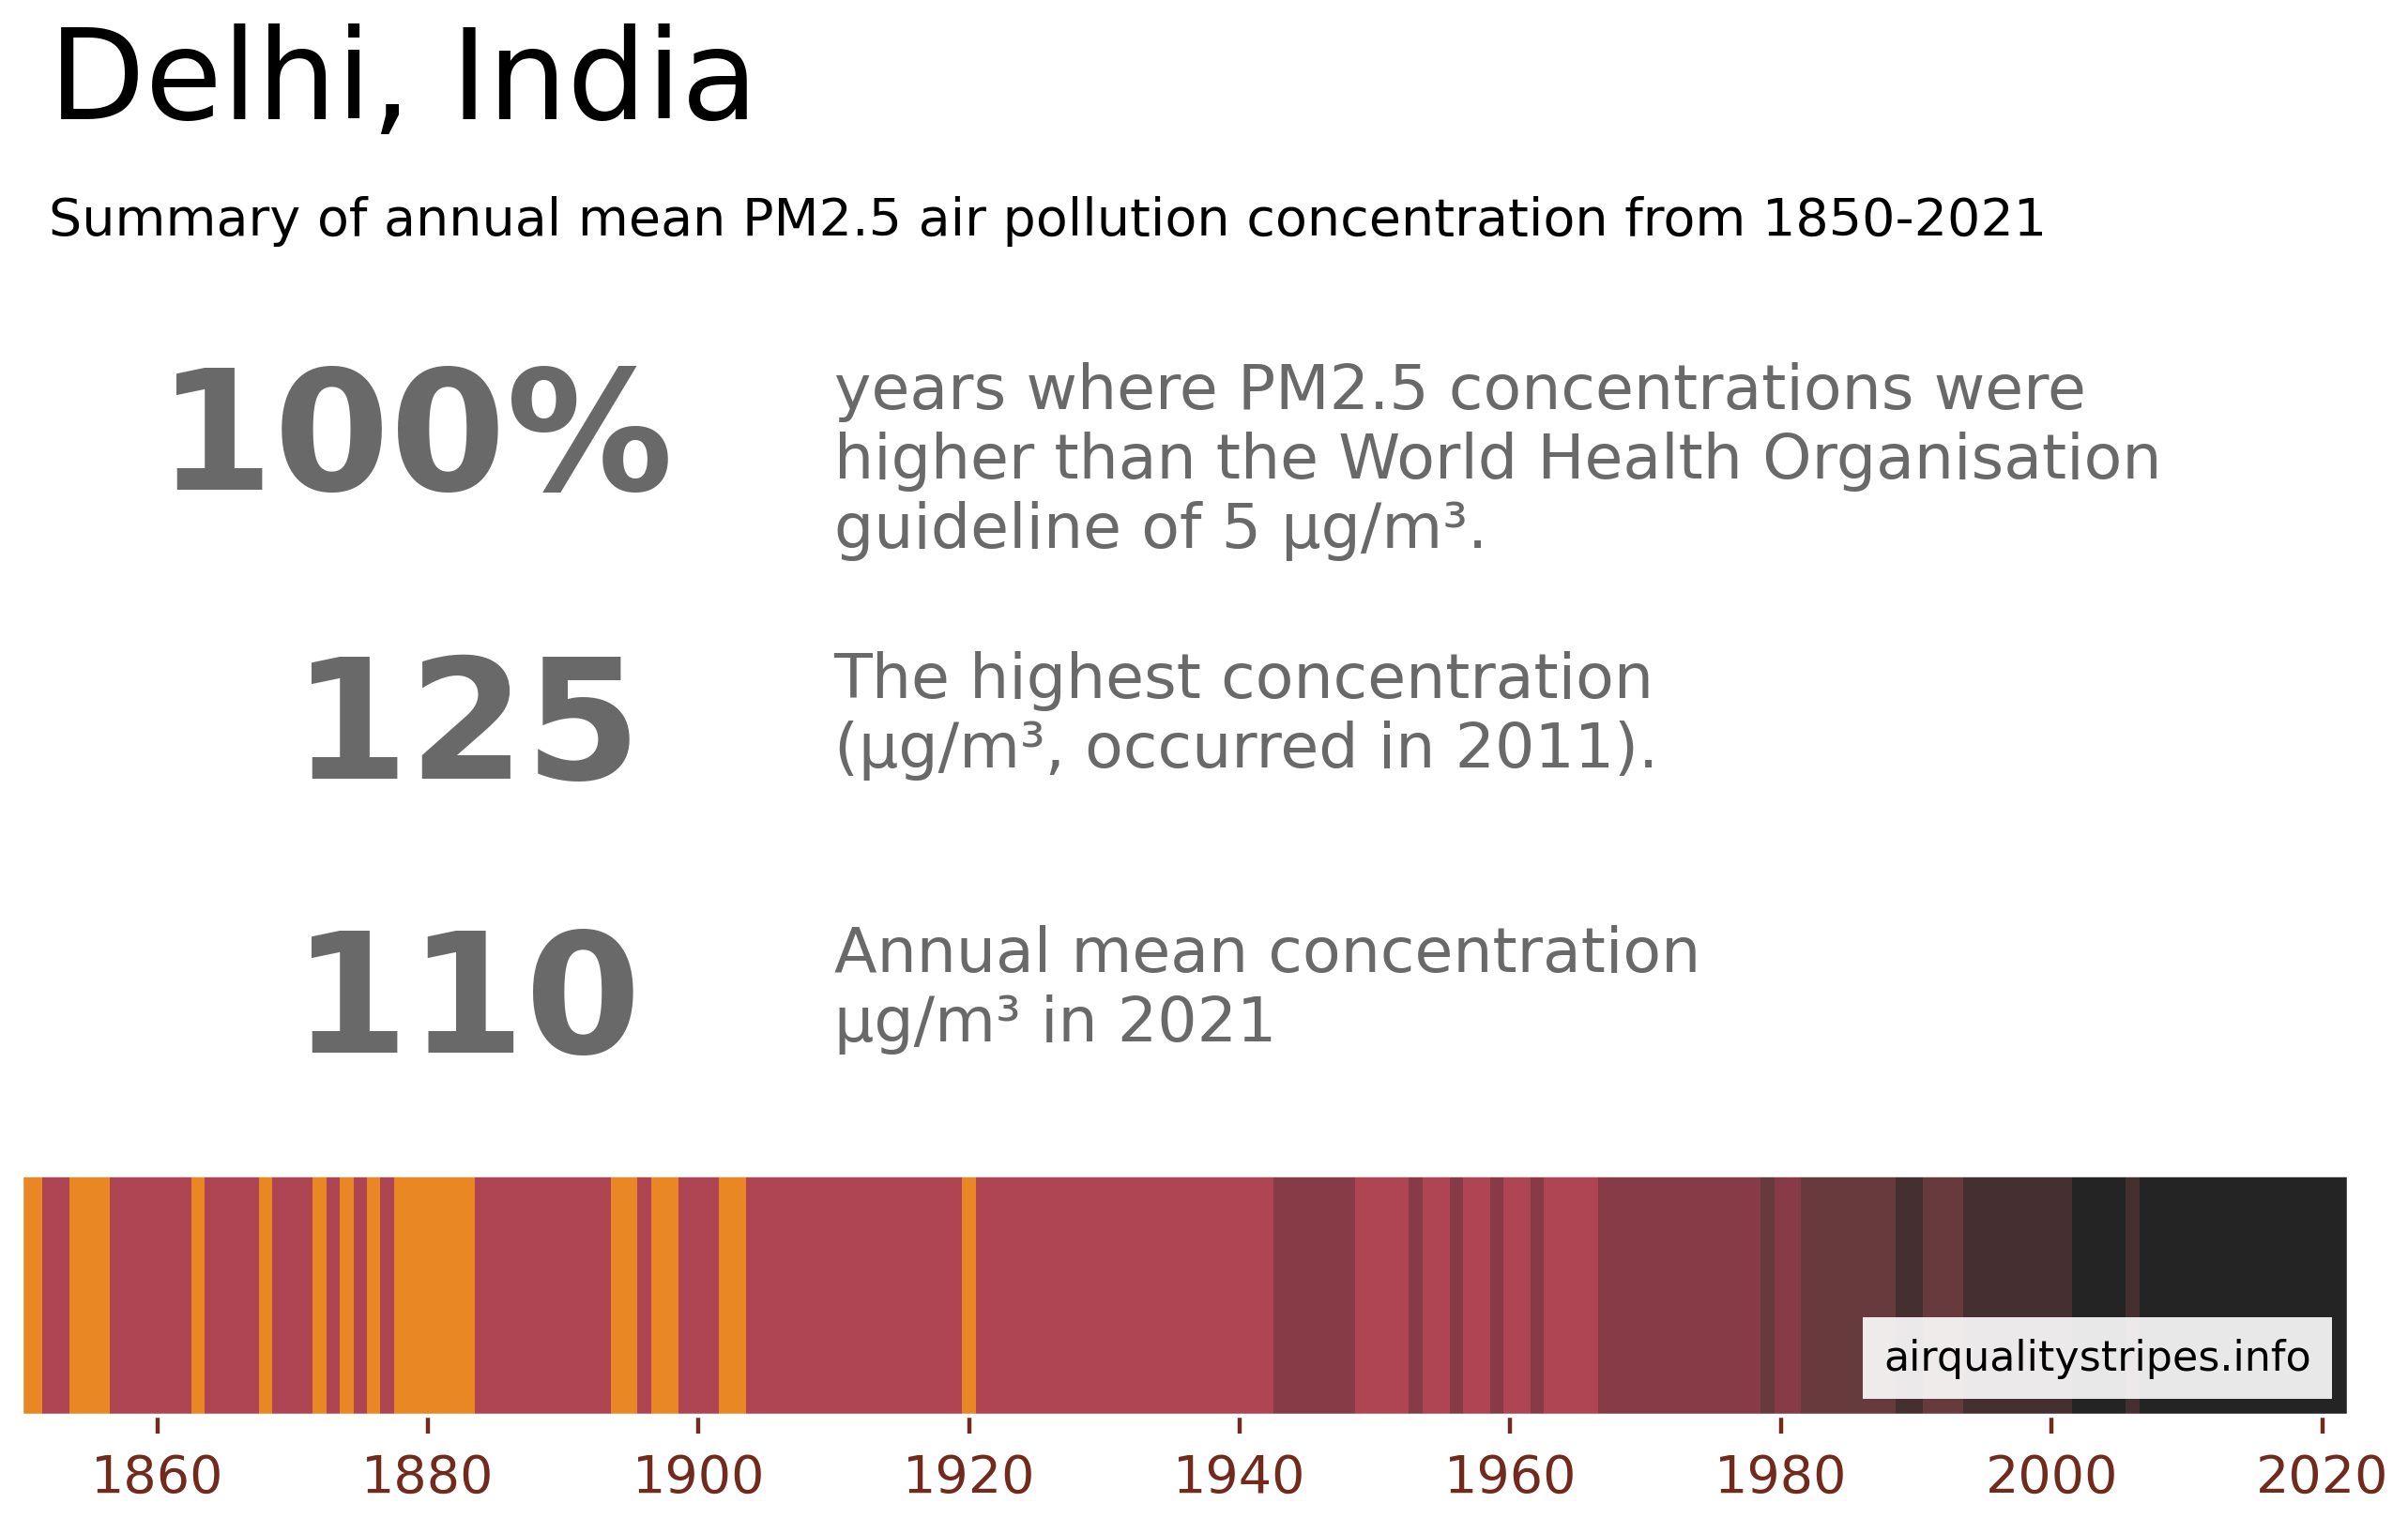 Delhi, India
Summary of annual mean PM2.5 air pollution concentration from 1850-2021
100%
years where PM2.5 concentrations were
higher than the World Health Organisation
guideline of 5 µg/m³.
125
The highest concentration
(µg/m³, occurred in 2011).
110
Annual mean concentration
µg/m³ in 2021
airqualitystripes.info
1860 1880 1900 1920 1940 1960 1980 2000 2020